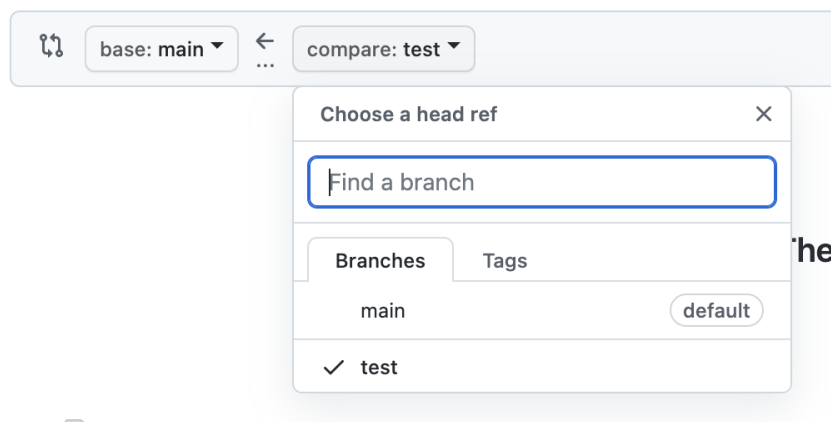 base: main
compare: test
...
Choose a head ref
Find a branch
Branches
Tags
main
default
test